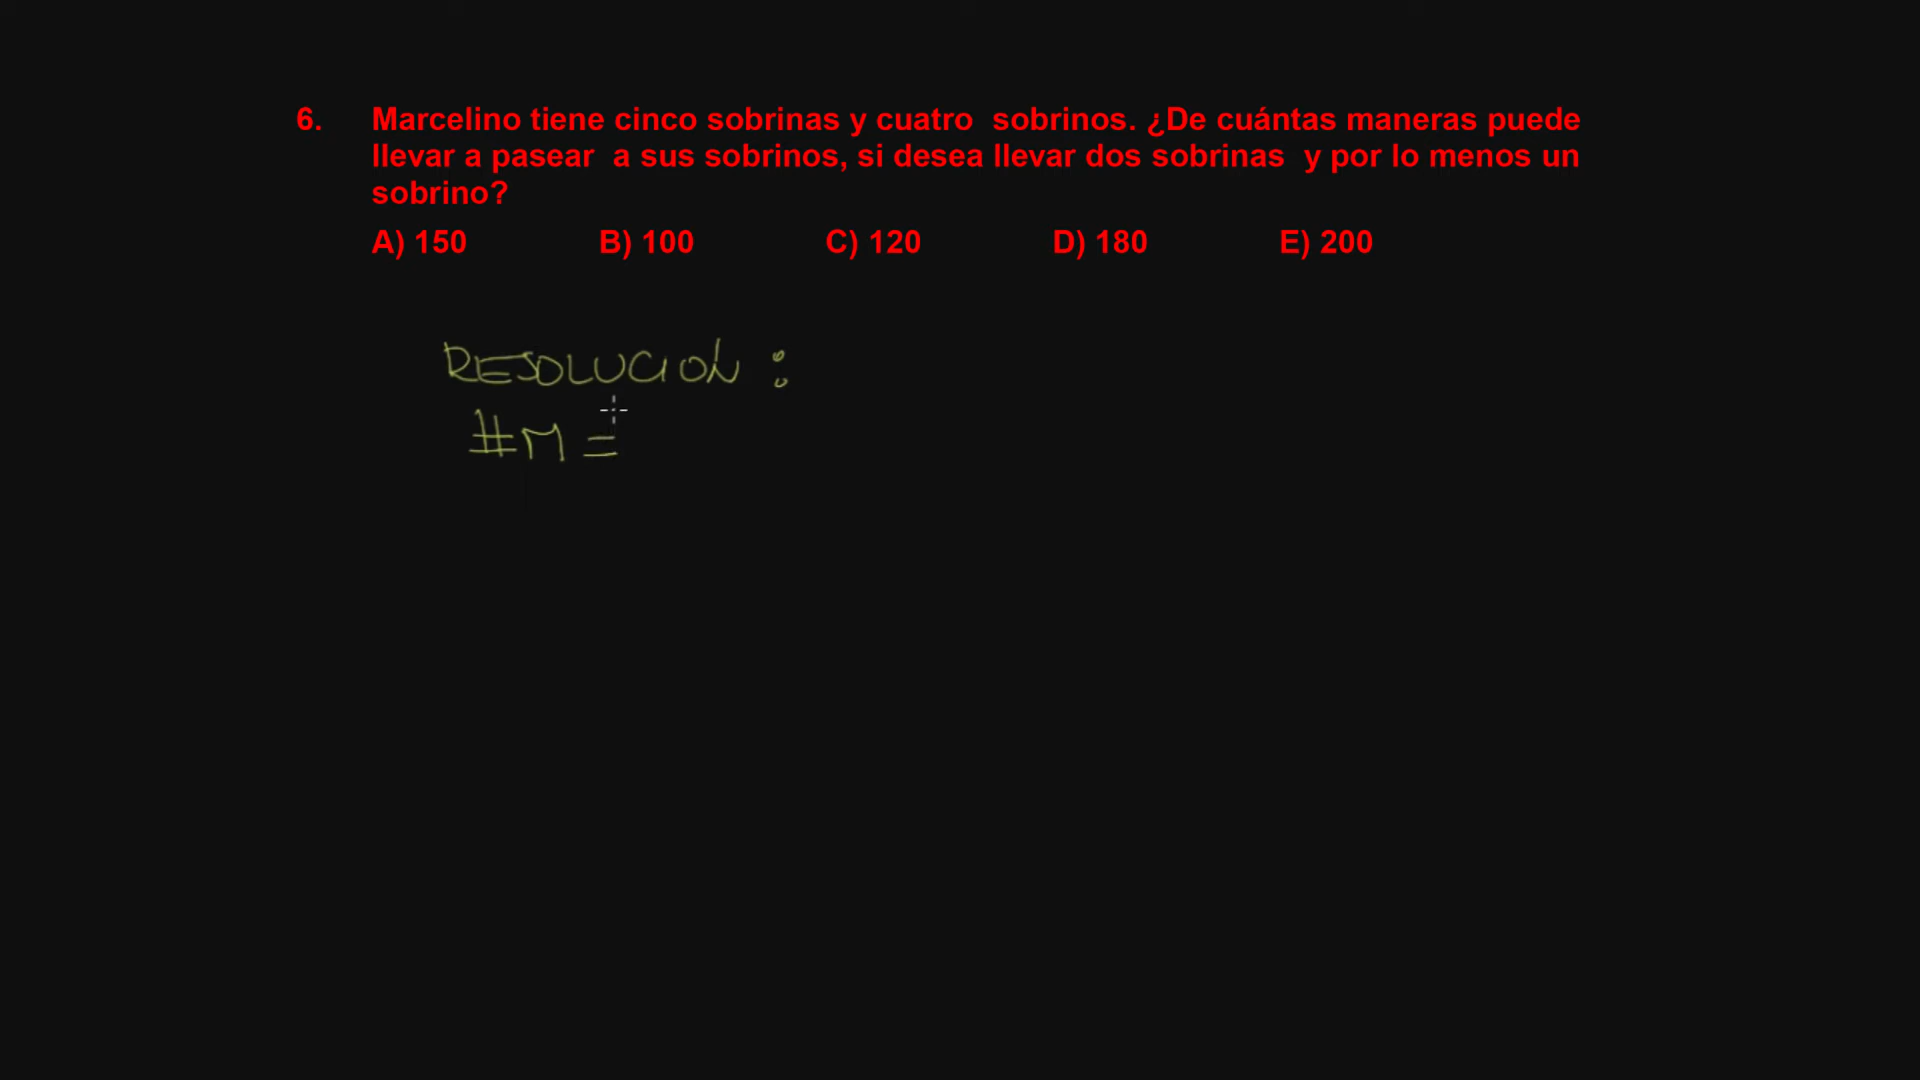 6. Marcelino tiene cinco sobrinas y cuatro sobrinos. ¿De cuántas maneras puede
llevar a pasear a sus sobrinos, si desea llevar dos sobrinas y por lo menos un
sobrino?
A) 150 B) 100 C) 120 D) 180 E) 200
RESOLUCION :
#M =